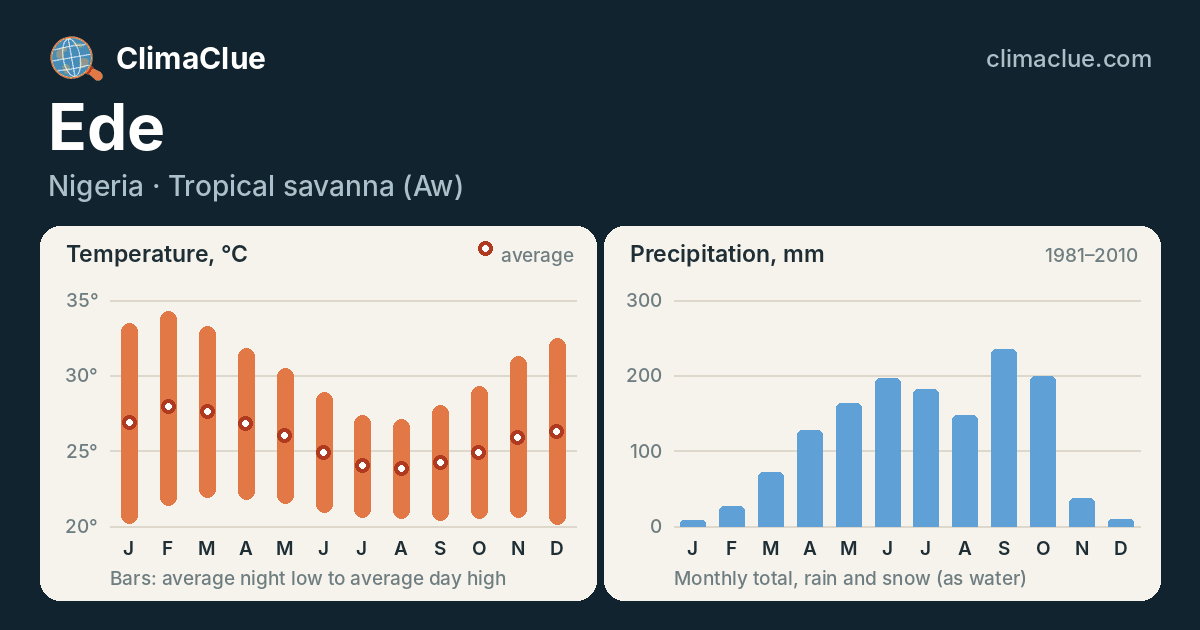 ClimaClue
climaclue.com
Ede
Nigeria · Tropical savanna (Aw)
Temperature, °C
average
35°
30°
25°
20°
J F M A M J J A S O N D
Bars: average night low to average day high
Precipitation, mm
1981–2010
300
200
100
0
J F M A M J J A S O N D
Monthly total, rain and snow (as water)